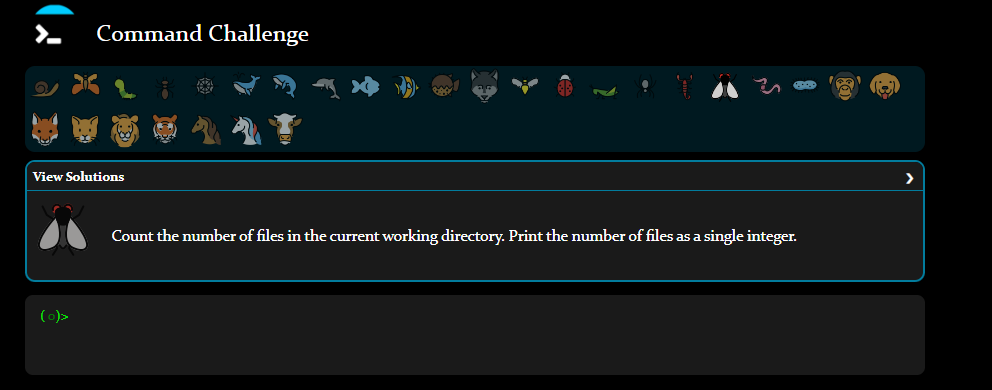 Command Challenge
View Solutions
Count the number of files in the current working directory. Print the number of files as a single integer.
(○)>